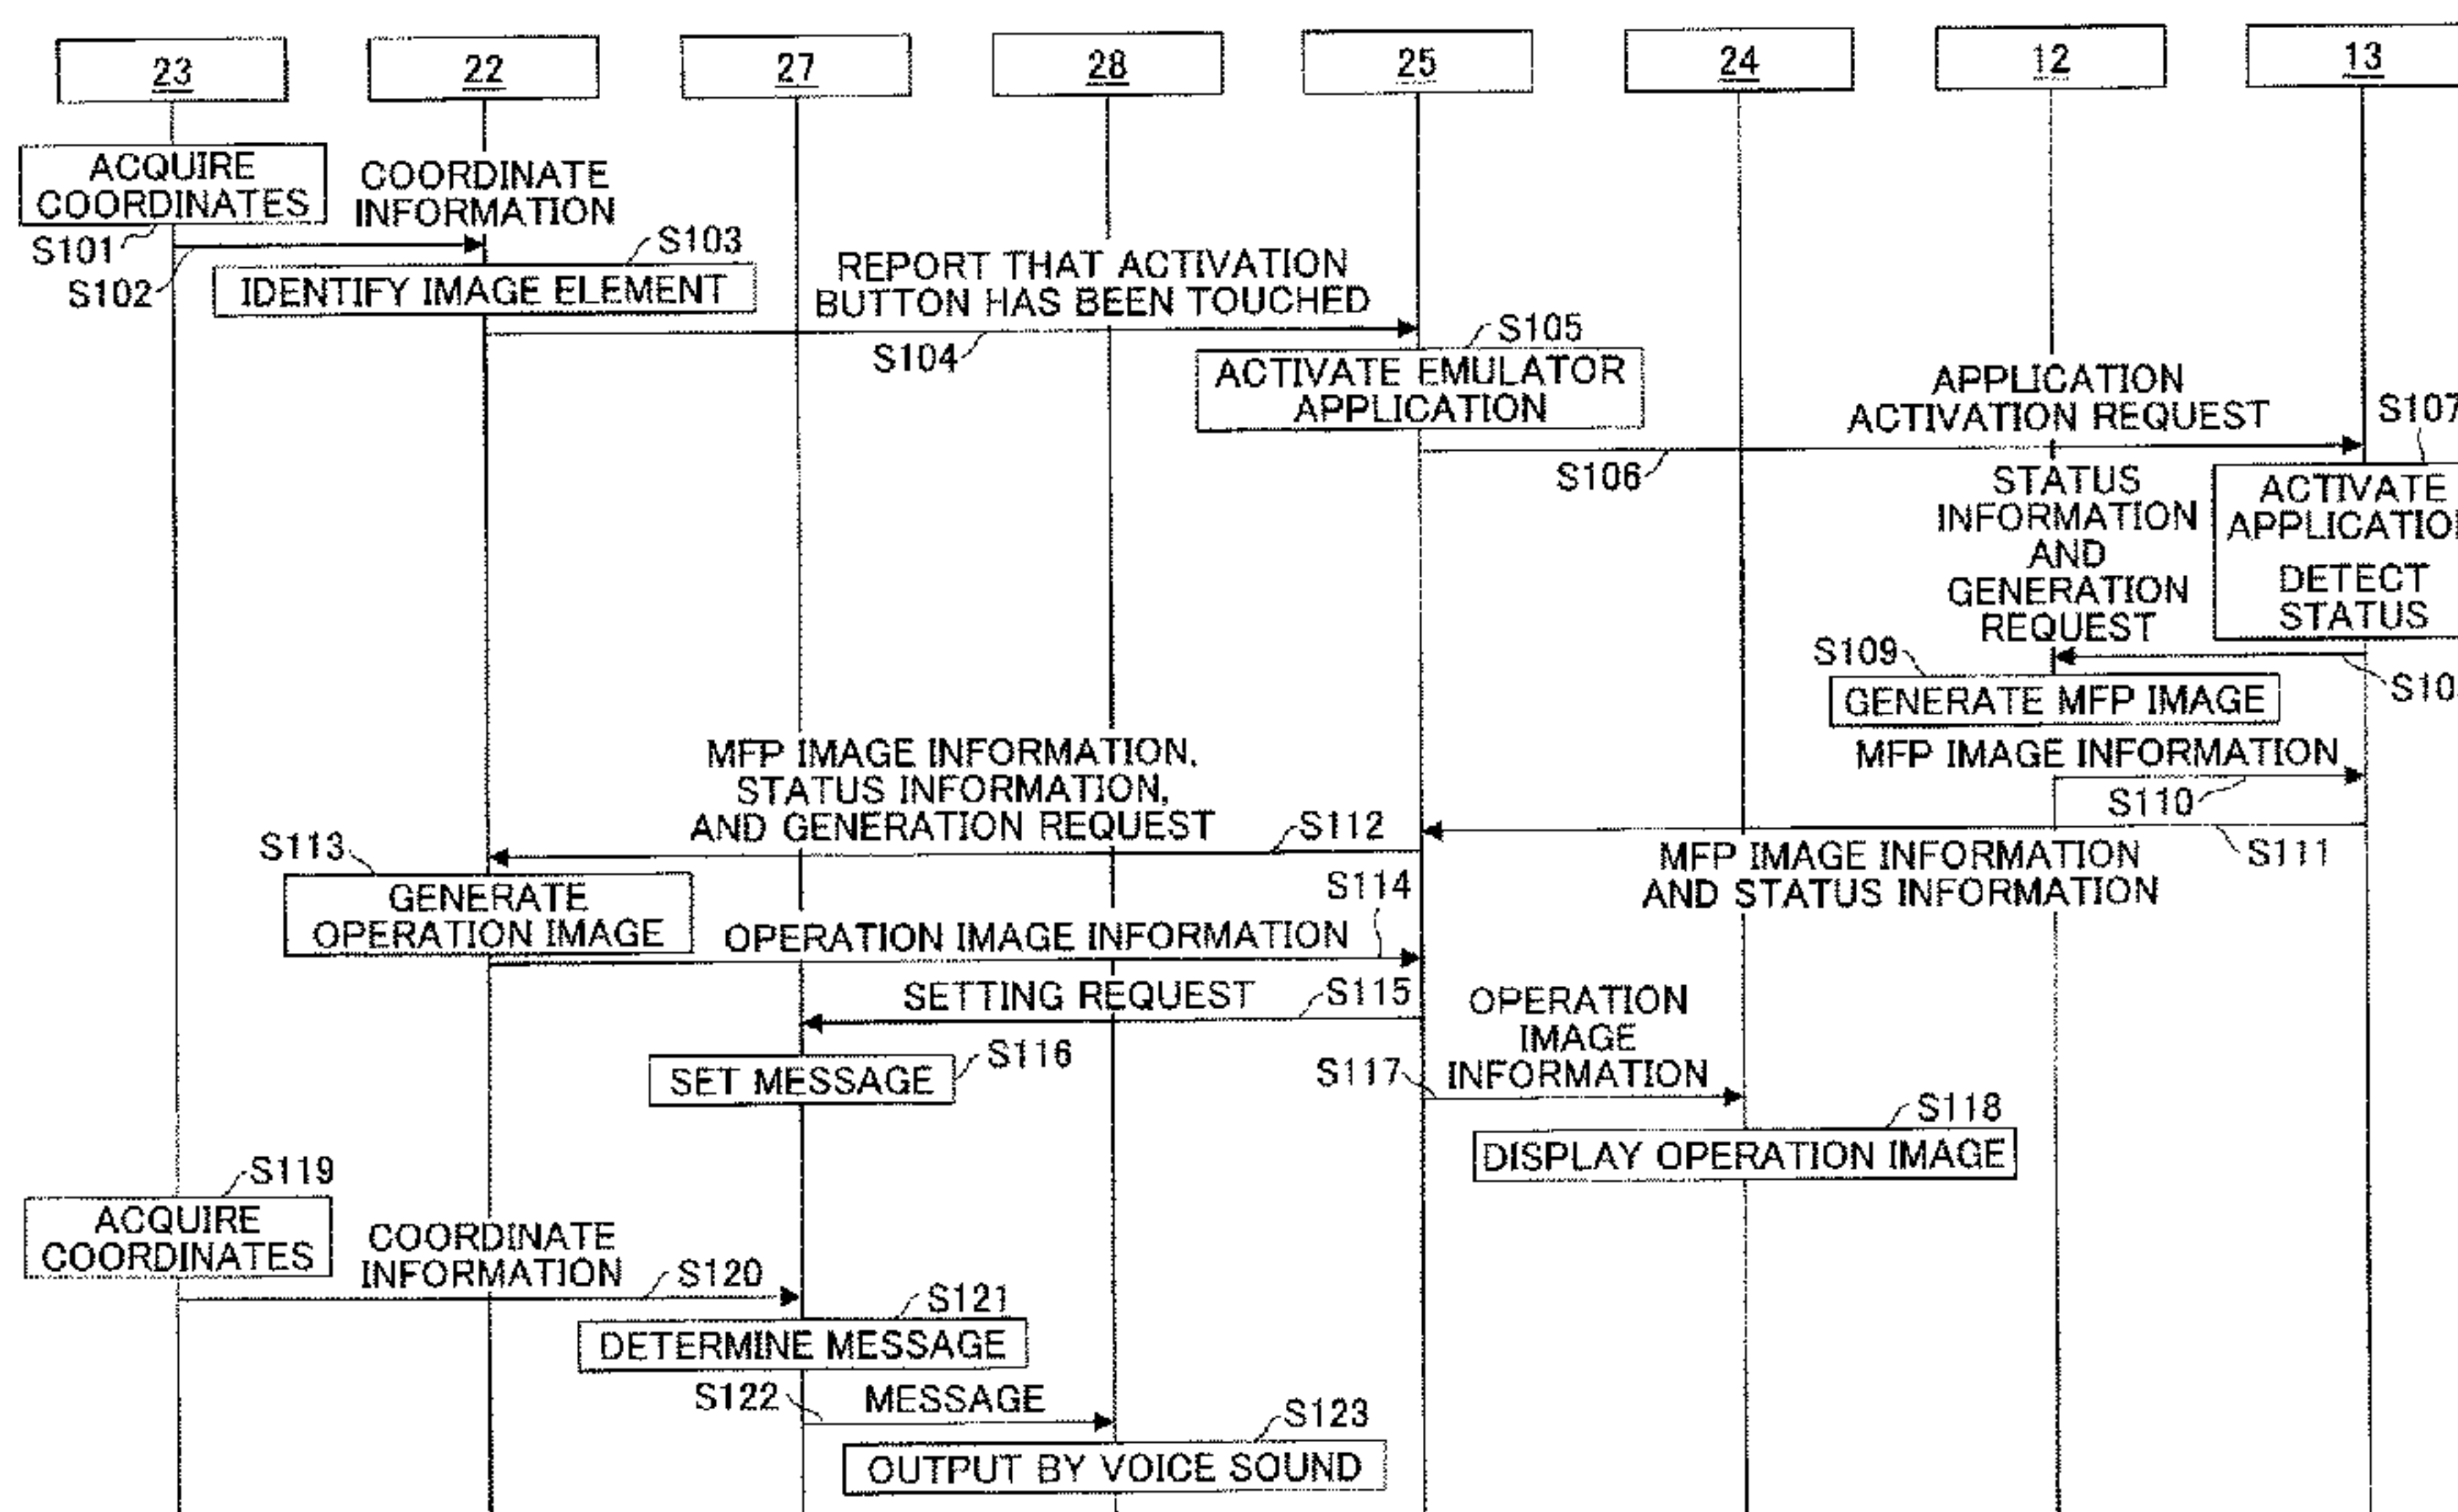 23 22 27 28 25 24 12 13
ACQUIRE
COORDINATES
S101
COORDINATE
INFORMATION
S102
S103
IDENTIFY IMAGE ELEMENT
REPORT THAT ACTIVATION
BUTTON HAS BEEN TOUCHED
S104
S105
ACTIVATE EMULATOR
APPLICATION
APPLICATION
ACTIVATION REQUEST
S106
S107
ACTIVATE
APPLICATION
DETECT
STATUS
STATUS
INFORMATION
AND
GENERATION
REQUEST
S109
GENERATE MFP IMAGE
MFP IMAGE INFORMATION
S110
S111
MFP IMAGE INFORMATION
AND STATUS INFORMATION
MFP IMAGE INFORMATION,
STATUS INFORMATION,
AND GENERATION REQUEST
S112
S113
GENERATE
OPERATION IMAGE
S114
OPERATION IMAGE INFORMATION
SETTING REQUEST
S115
S116
SET MESSAGE
OPERATION
IMAGE
INFORMATION
S117
S118
DISPLAY OPERATION IMAGE
S119
ACQUIRE
COORDINATES
COORDINATE
INFORMATION
S120
S121
DETERMINE MESSAGE
S122
MESSAGE
S123
OUTPUT BY VOICE SOUND